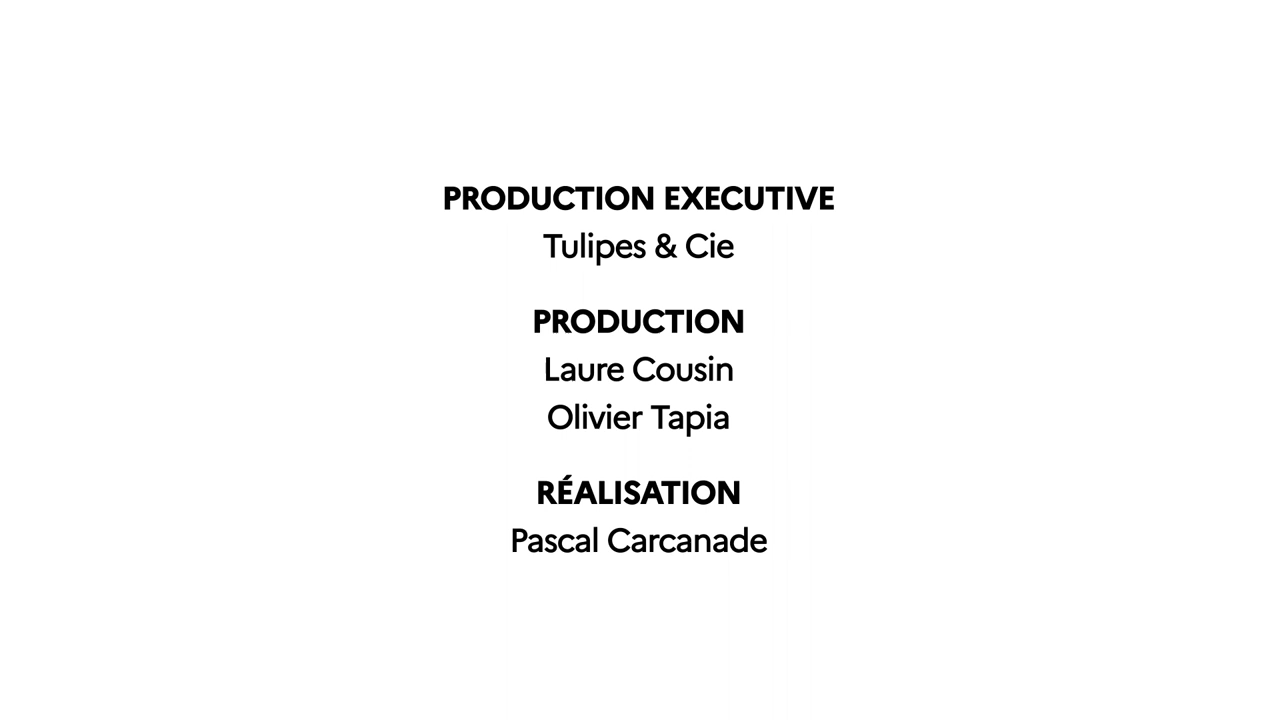 PRODUCTION EXECUTIVE
Tulipes & Cie
PRODUCTION
Laure Cousin
Olivier Tapia
RÉALISATION
Pascal Carcanade